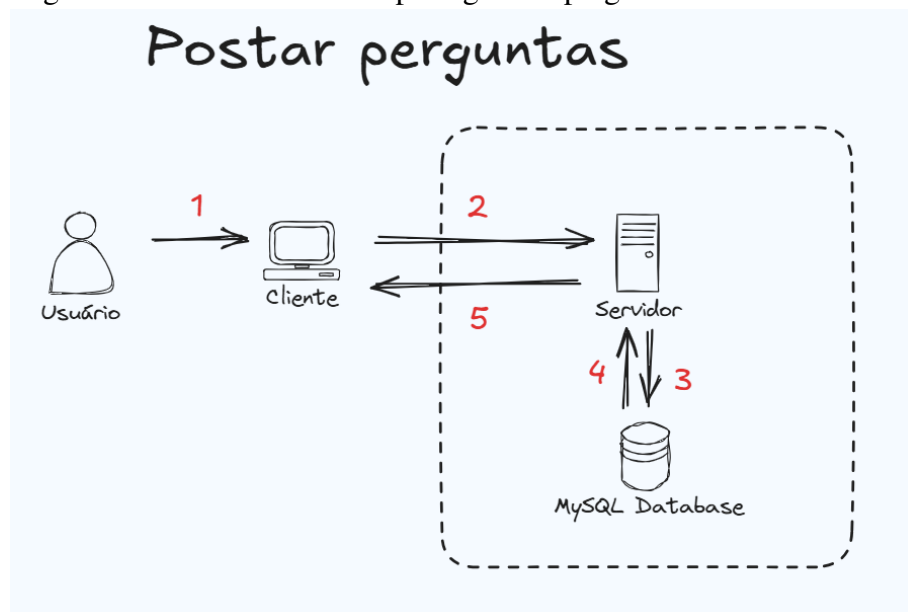 Postar perguntas
1
2
Usuário
Cliente
5
Servidor
4
3
MySQL Database